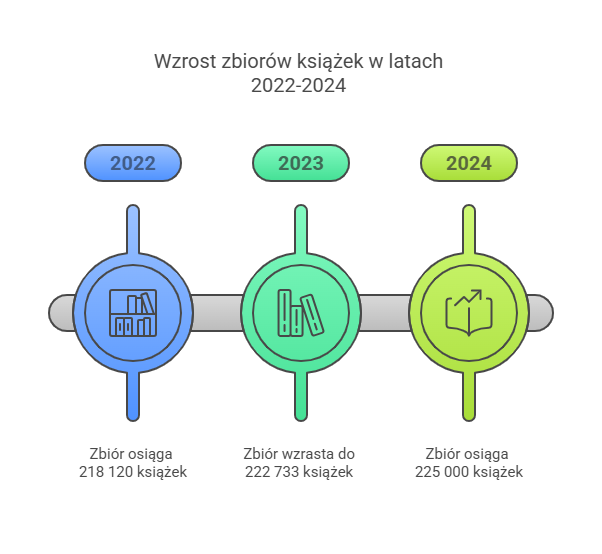 Wzrost zbiorów książek w latach
2022-2024
2022
2023
2024
Zbiór osiąga
218 120 książek
Zbiór wzrasta do
222 733 książek
Zbiór osiąga
225 000 książek